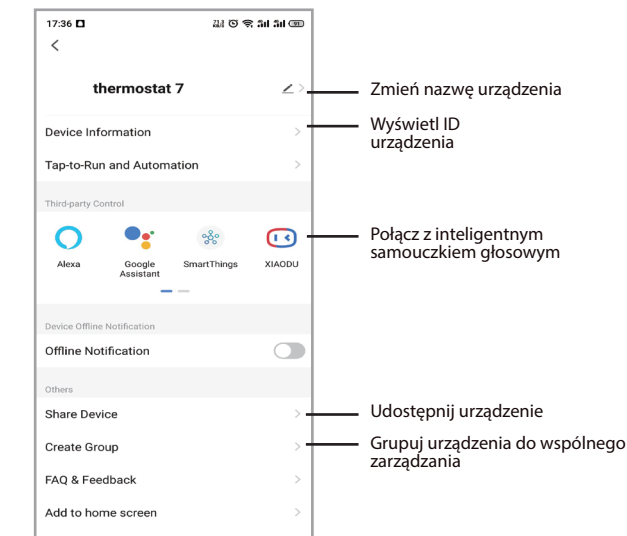 17:36
91
thermostat 7
Zmień nazwę urządzenia
Device Information
Wyświetl ID
urządzenia
Tap-to-Run and Automation
Third-party Control
Połącz z inteligentnym
samouczkiem głosowym
Alexa
Google
Assistant
SmartThings
XIAODU
Device Offline Notification
Offline Notification
Others
Share Device
Udostępnij urządzenie
Create Group
Grupuj urządzenia do wspólnego
zarządzania
FAQ & Feedback
Add to home screen